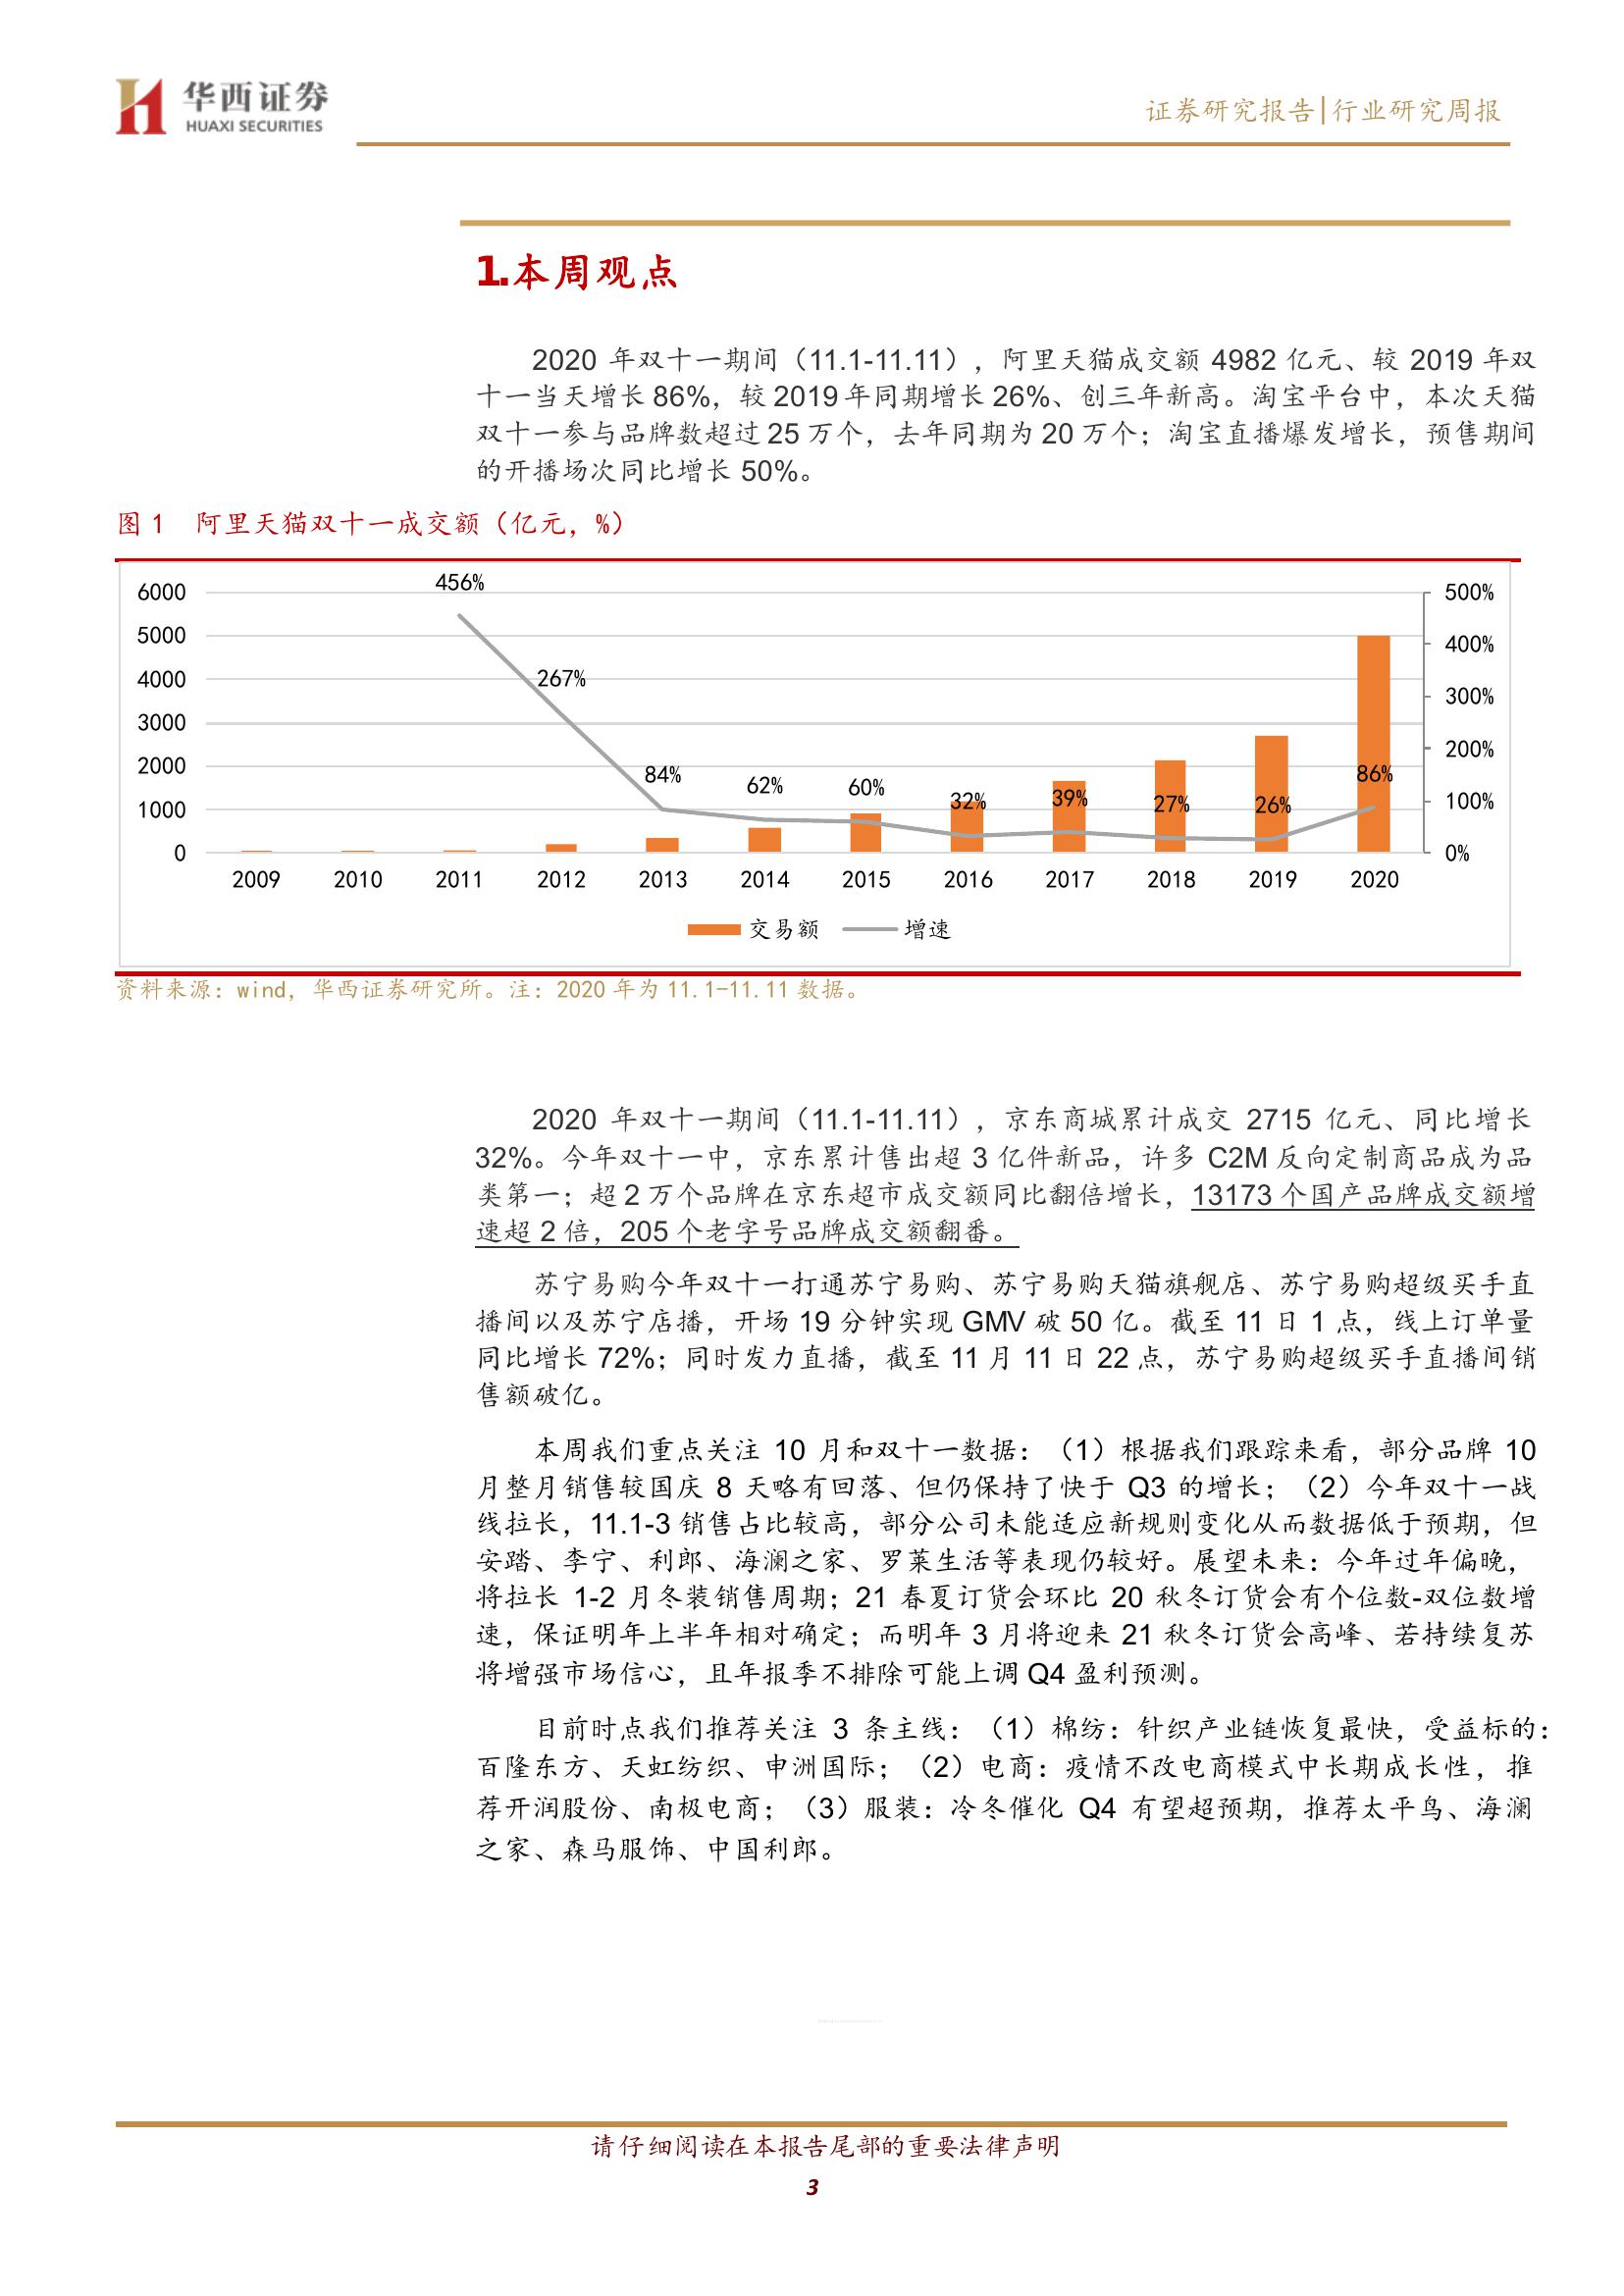 华西证券
HUAXI SECURITIES
证券研究报告|行业研究周报
1.本周观点
2020 年双十一期间（11.1-11.11），阿里天猫成交额 4982 亿元、较 2019 年双
十一当天增长 86%，较 2019 年同期增长 26%、创三年新高。淘宝平台中，本次天猫
双十一参与品牌数超过 25 万个，去年同期为 20 万个；淘宝直播爆发增长，预售期间
的开播场次同比增长 50%。
图 1 阿里天猫双十一成交额（亿元，%）
456%
6000 500%
5000 400%
4000 267% 300%
3000 200%
2000 84% 62% 60% 32% 39% 27% 26% 86%
1000 100%
0 0%
2009 2010 2011 2012 2013 2014 2015 2016 2017 2018 2019 2020
交易额 增速
资料来源：wind，华西证券研究所。注：2020 年为 11.1-11.11 数据。
2020 年双十一期间（11.1-11.11），京东商城累计成交 2715 亿元、同比增长
32%。今年双十一中，京东累计售出超 3 亿件新品，许多 C2M 反向定制商品成为品
类第一；超 2 万个品牌在京东超市成交额同比翻倍增长，13173 个国产品牌成交额增
速超 2 倍，205 个老字号品牌成交额翻番。
苏宁易购今年双十一打通苏宁易购、苏宁易购天猫旗舰店、苏宁易购超级买手直
播间以及苏宁店播，开场 19 分钟实现 GMV 破 50 亿。截至 11 日 1 点，线上订单量
同比增长 72%；同时发力直播，截至 11 月 11 日 22 点，苏宁易购超级买手直播间销
售额破亿。
本周我们重点关注 10 月和双十一数据：（1）根据我们跟踪来看，部分品牌 10
月整月销售较国庆 8 天略有回落、但仍保持了快于 Q3 的增长；（2）今年双十一战
线拉长，11.1-3 销售占比较高，部分公司未能适应新规则变化从而数据低于预期，但
安踏、李宁、利郎、海澜之家、罗莱生活等表现仍较好。展望未来：今年过年偏晚，
将拉长 1-2 月冬装销售周期；21 春夏订货会环比 20 秋冬订货会有个位数-双位数增
速，保证明年上半年相对确定；而明年 3 月将迎来 21 秋冬订货会高峰、若持续复苏
将增强市场信心，且年报季不排除可能上调 Q4 盈利预测。
目前时点我们推荐关注 3 条主线：（1）棉纺：针织产业链恢复最快，受益标的：
百隆东方、天虹纺织、申洲国际；（2）电商：疫情不改电商模式中长期成长性，推
荐开润股份、南极电商；（3）服装：冷冬催化 Q4 有望超预期，推荐太平鸟、海澜
之家、森马服饰、中国利郎。
请仔细阅读在本报告尾部的重要法律声明
3